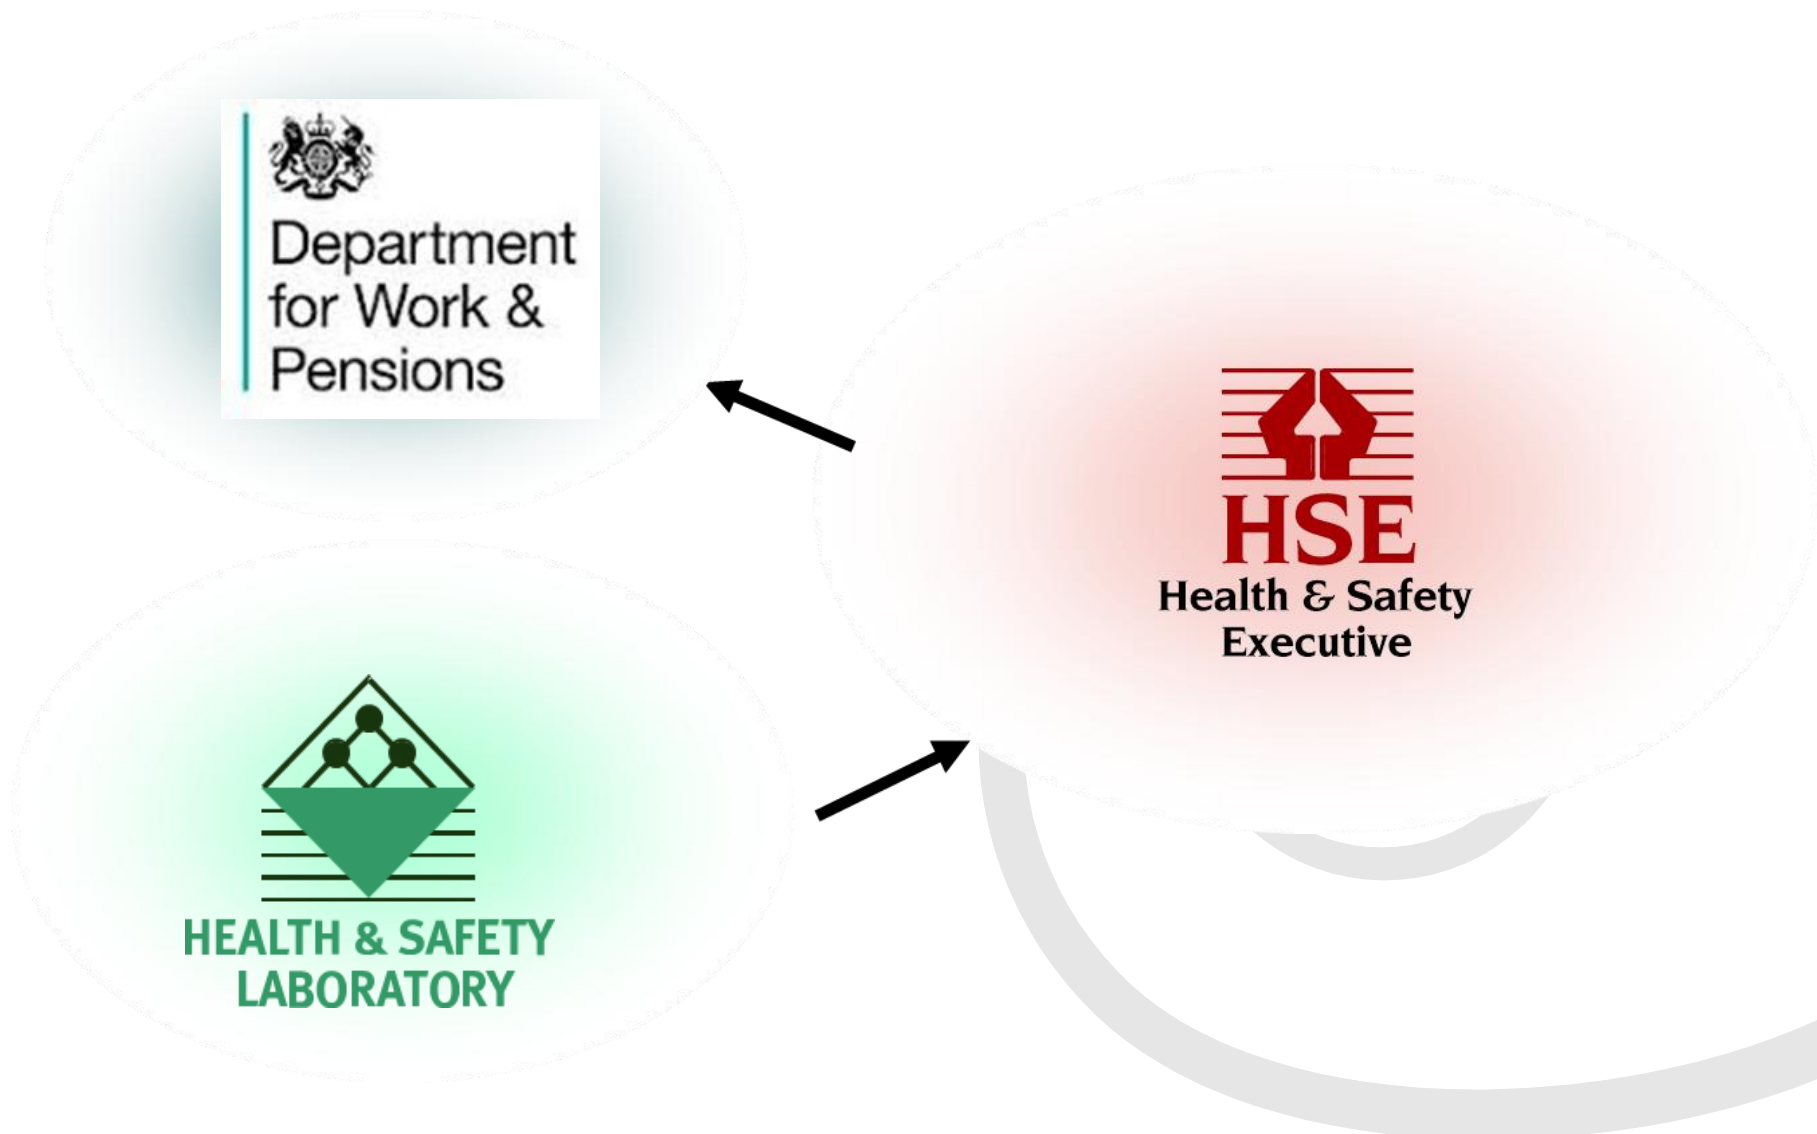 Department
for Work &
Pensions
HSE
Health & Safety
Executive
HEALTH & SAFETY
LABORATORY